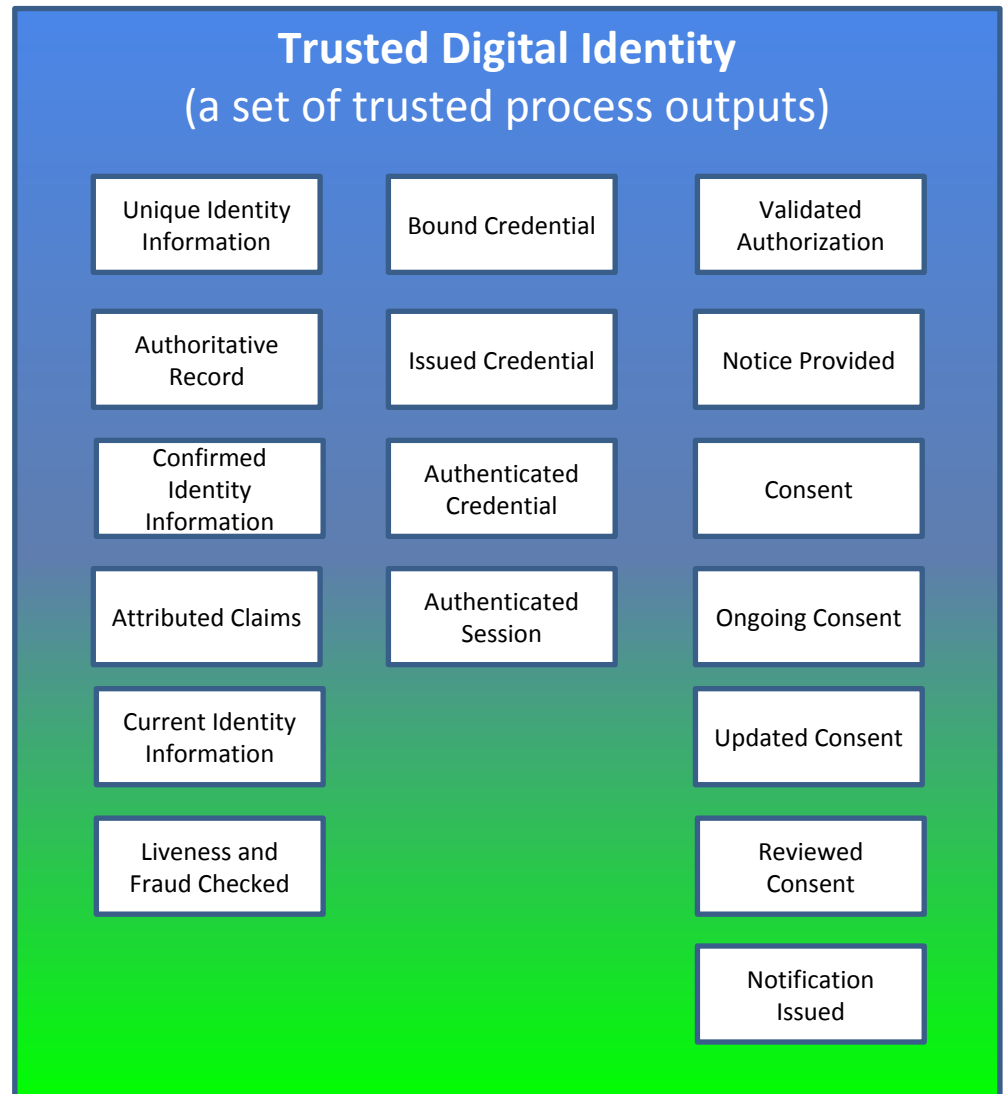 Trusted Digital Identity
(a set of trusted process outputs)
Unique Identity
Information
Authoritative
Record
Confirmed
Identity
Information
Attributed Claims
Current Identity
Information
Liveness and
Fraud Checked
Bound Credential
Issued Credential
Authenticated
Credential
Authenticated
Session
Validated
Authorization
Notice Provided
Consent
Ongoing Consent
Updated Consent
Reviewed
Consent
Notification
Issued